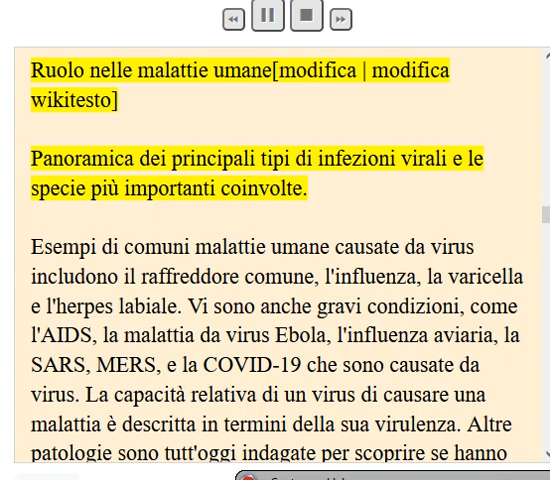 Ruolo nelle malattie umane[modifica | modifica
wikitesto]
Panoramica dei principali tipi di infezioni virali e le
specie più importanti coinvolte.
Esempi di comuni malattie umane causate da virus
includono il raffreddore comune, l'influenza, la varicella
e l'herpes labiale. Vi sono anche gravi condizioni, come
l'AIDS, la malattia da virus Ebola, l'influenza aviaria, la
SARS, MERS, e la COVID-19 che sono causate da
virus. La capacità relativa di un virus di causare una
malattia è descritta in termini della sua virulenza. Altre
patologie sono tutt'oggi indagate per scoprire se hanno